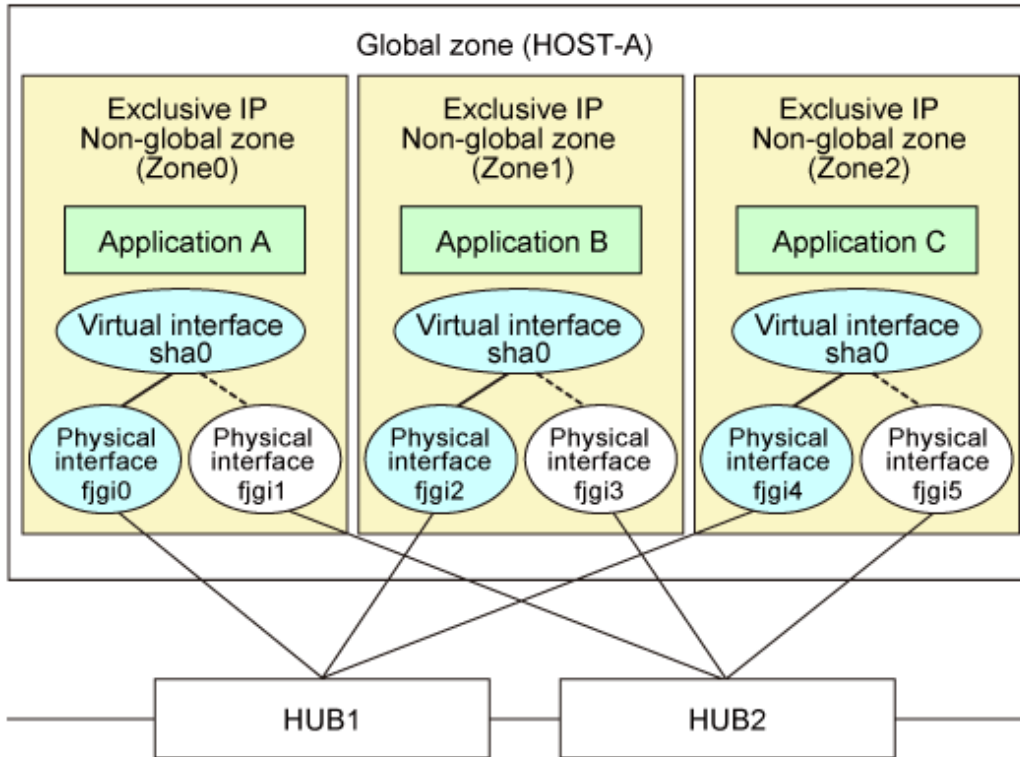 Global zone (HOST-A)
Exclusive IP
Non-global zone
(Zone0)
Application A
Virtual interface
sha0
Physical
interface
fjgi0
Physical
interface
fjgi1
Exclusive IP
Non-global zone
(Zone1)
Application B
Virtual interface
sha0
Physical
interface
fjgi2
Physical
interface
fjgi3
Exclusive IP
Non-global zone
(Zone2)
Application C
Virtual interface
sha0
Physical
interface
fjgi4
Physical
interface
fjgi5
HUB1
HUB2